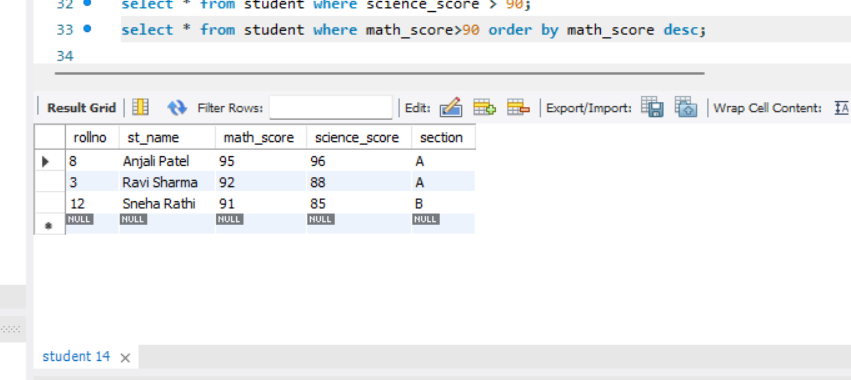 32 select * from student where science_score > 90;
33 select * from student where math_score>90 order by math_score desc;
34
Result Grid Filter Rows: Edit: Export/Import: Wrap Cell Content: IA
rollno st_name math_score science_score section
8 Anjali Patel 95 96 A
3 Ravi Sharma 92 88 A
12 Sneha Rathi 91 85 B
NULL NULL NULL NULL NULL
student 14 ×